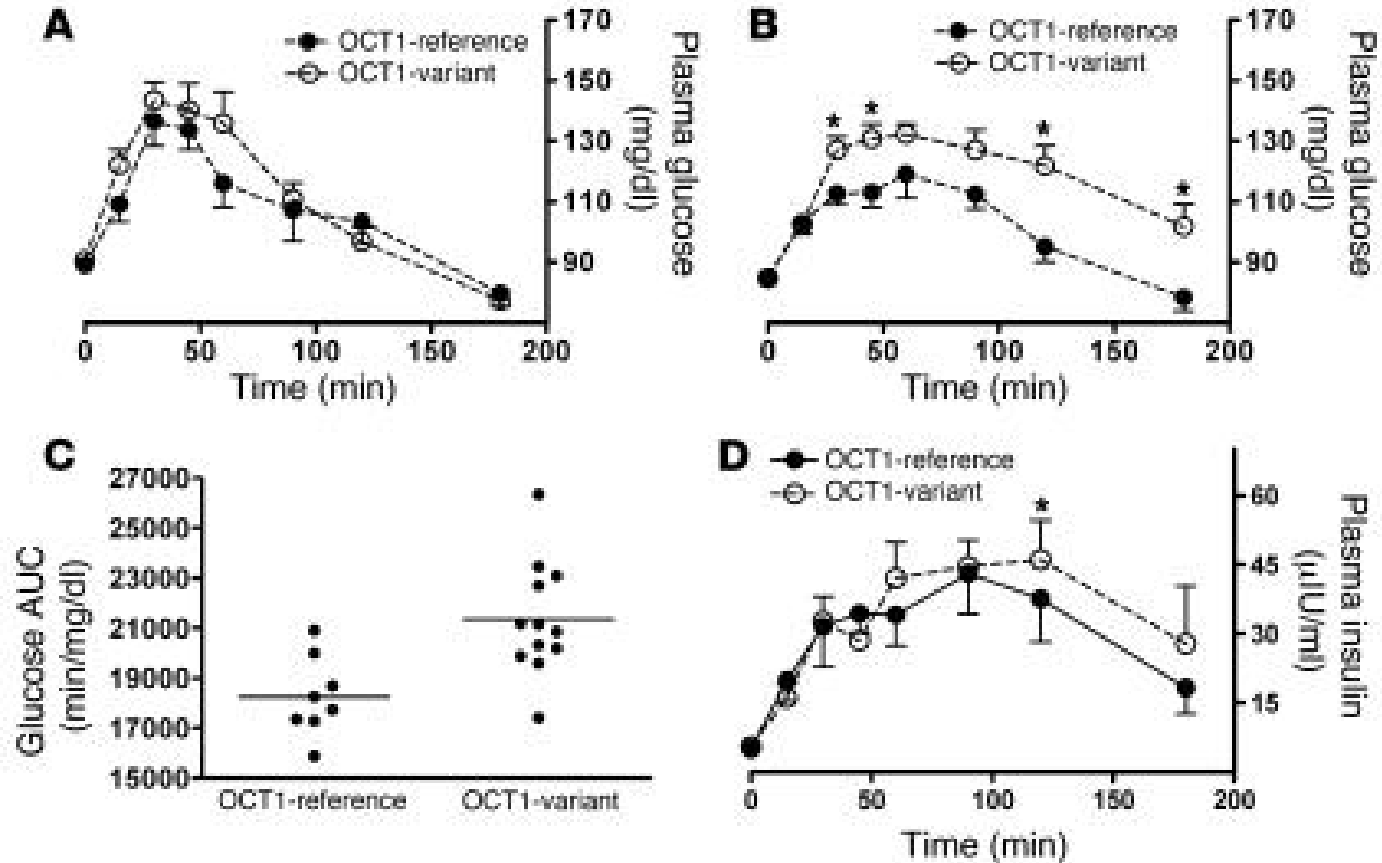 A
OCT1-reference
OCT1-variant
170
150
130
110
90
Plasma glucose
(mg/dl)
0 50 100 150 200
Time (min)
B
OCT1-reference
OCT1-variant
170
150
130
110
90
Plasma glucose
(mg/dl)
* * * *
0 50 100 150 200
Time (min)
C
27000
25000
23000
21000
19000
17000
15000
Glucose AUC
(min/mg/dl)
OCT1-reference OCT1-variant
D
OCT1-reference
OCT1-variant
*
60
45
30
15
Plasma insulin
(µIU/ml)
0 50 100 150 200
Time (min)